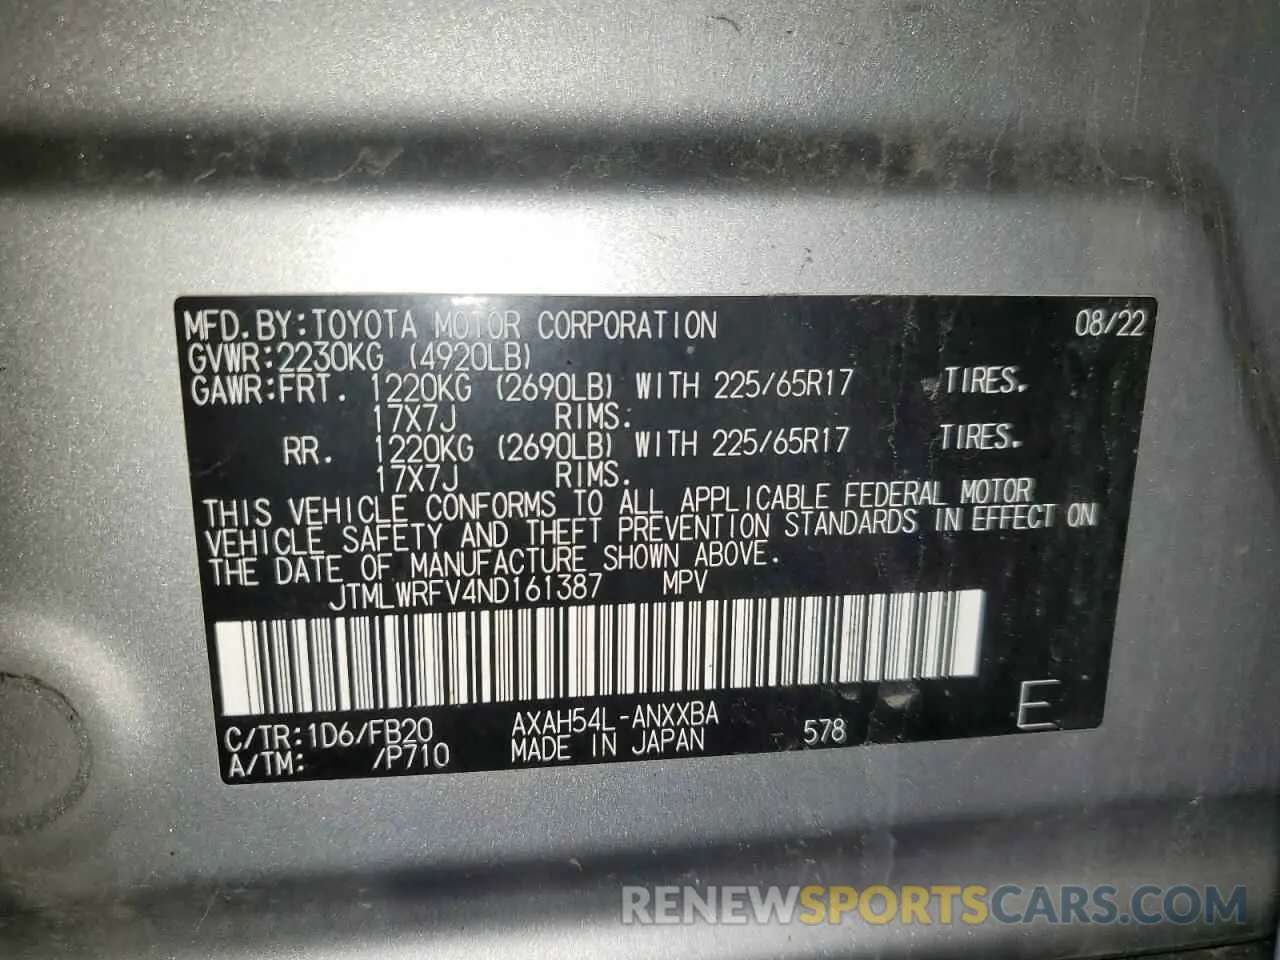 MFD.BY:TOYOTA MOTOR CORPORATION 08/22
GVWR:2230KG (4920LB)
GAWR:FRT. 1220KG (2690LB) WITH 225/65R17 TIRES.
17X7J RIMS.
RR. 1220KG (2690LB) WITH 225/65R17 TIRES.
17X7J RIMS.
THIS VEHICLE CONFORMS TO ALL APPLICABLE FEDERAL MOTOR
VEHICLE SAFETY AND THEFT PREVENTION STANDARDS IN EFFECT ON
THE DATE OF MANUFACTURE SHOWN ABOVE.
JTMLWRFV4ND161387 MPV
C/TR:1D6/FB20 AXAH54L-ANXXBA 578 E
A/TM: /P710 MADE IN JAPAN
RENEWSPORTSCARS.COM